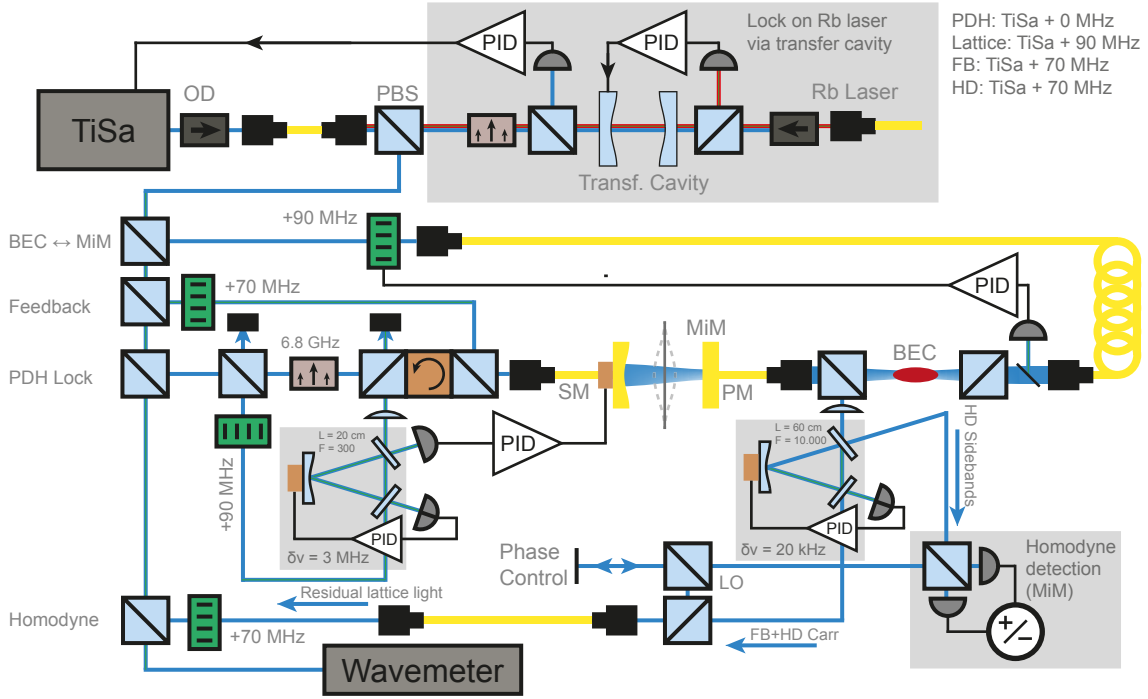 PID
Lock on Rb laser
via transfer cavity
PID
PDH: TiSa + 0 MHz
Lattice: TiSa + 90 MHz
FB: TiSa + 70 MHz
HD: TiSa + 70 MHz
TiSa
OD
PBS
Rb Laser
Transf. Cavity
BEC ↔ MiM
+90 MHz
Feedback
+70 MHz
PID
PDH Lock
6.8 GHz
SM
MiM
PM
BEC
+90 MHz
L = 20 cm
F = 300
PID
PID
δv = 3 MHz
L = 60 cm
F = 10.000
PID
δv = 20 kHz
HD Sidebands
Phase
Control
LO
Homodyne
detection
(MiM)
+/−
Residual lattice light
Homodyne
+70 MHz
FB+HD Carr
Wavemeter